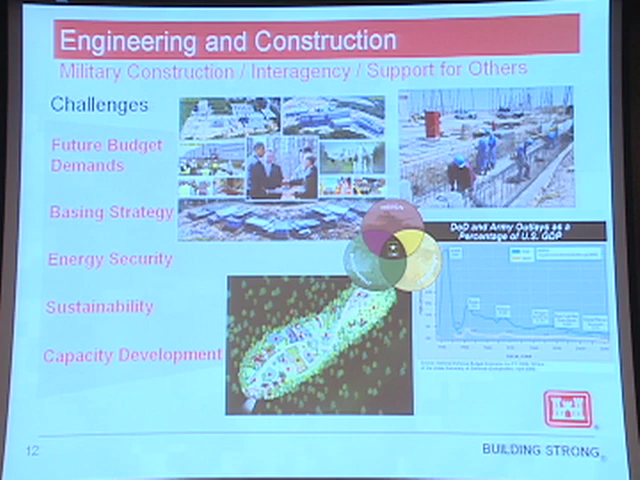 Engineering and Construction
Military Construction / Interagency / Support for Others
Challenges
Future Budget
Demands
Basing Strategy
Energy Security
Sustainability
Capacity Development
DoD and Army Outlays as a
Percentage of U.S. GDP
12
BUILDING STRONG®